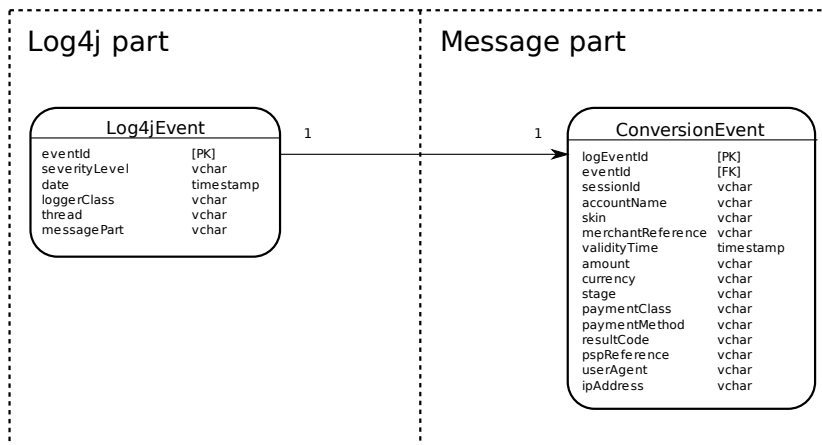 Log4j part
Message part
Log4jEvent
eventId [PK]
severityLevel vchar
date timestamp
loggerClass vchar
thread vchar
messagePart vchar
1
1
ConversionEvent
logEventId [PK]
eventId [FK]
sessionId vchar
accountName vchar
skin vchar
merchantReference vchar
validityTime timestamp
amount vchar
currency vchar
stage vchar
paymentClass vchar
paymentMethod vchar
resultCode vchar
pspReference vchar
userAgent vchar
ipAddress vchar